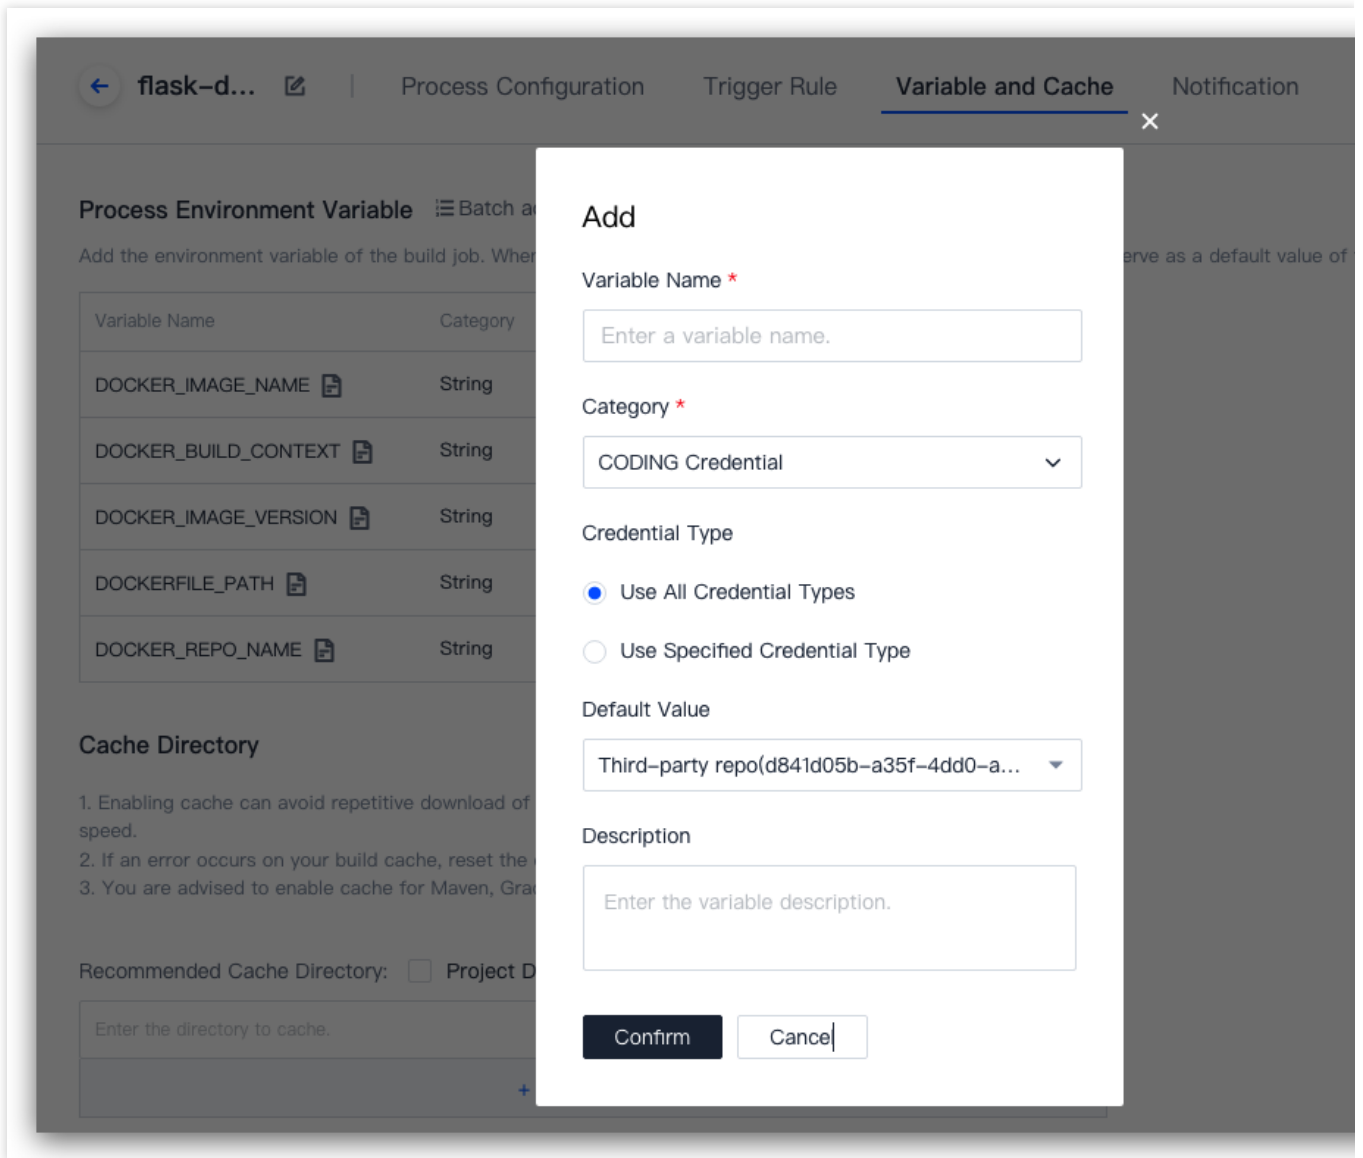 flask-d...
Process Configuration
Trigger Rule
Variable and Cache
Notification
Process Environment Variable
Batch
Add the environment variable of the build job.
as a default value of
Variable Name
Category
DOCKER_IMAGE_NAME
String
DOCKER_BUILD_CONTEXT
String
DOCKER_IMAGE_VERSION
String
DOCKERFILE_PATH
String
DOCKER_REPO_NAME
String
Cache Directory
1. Enabling cache can avoid repetitive download of
speed.
2. If an error occurs on your build cache, reset the
3. You are advised to enable cache for Maven,
Recommended Cache Directory:
Project
Enter the directory to cache.
+
Add
Variable Name *
Enter a variable name.
Category *
CODING Credential
Credential Type
Use All Credential Types
Use Specified Credential Type
Default Value
Third-party repo(d841d05b-a35f-4dd0-a...
Description
Enter the variable description.
Confirm
Cancel